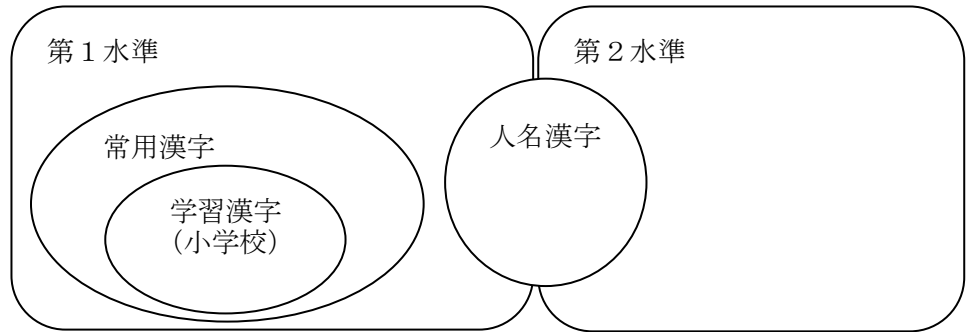 第１水準
第２水準
人名漢字
常用漢字
学習漢字
（小学校）